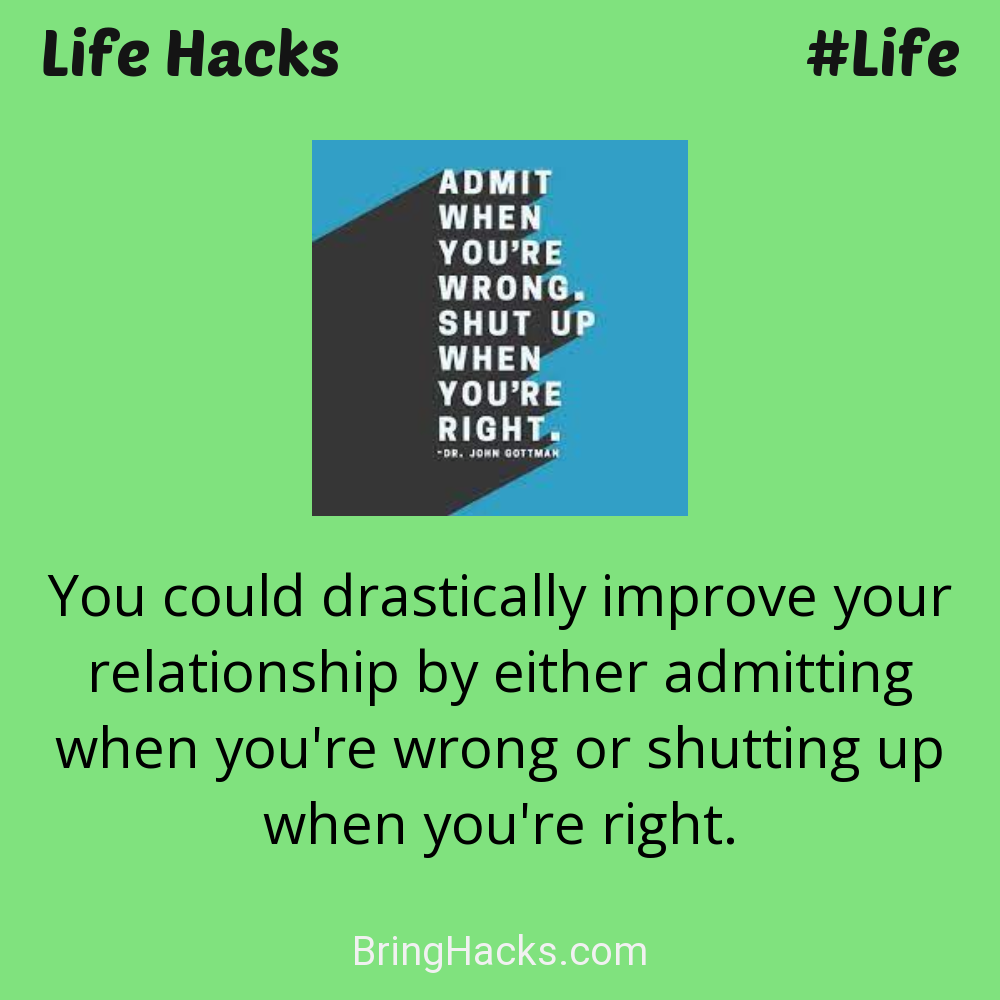 Life Hacks #Life
ADMIT
WHEN
YOU'RE
WRONG.
SHUT UP
WHEN
YOU'RE
RIGHT.
-DR. JOHN GOTTMAN
You could drastically improve your
relationship by either admitting
when you're wrong or shutting up
when you're right.
BringHacks.com